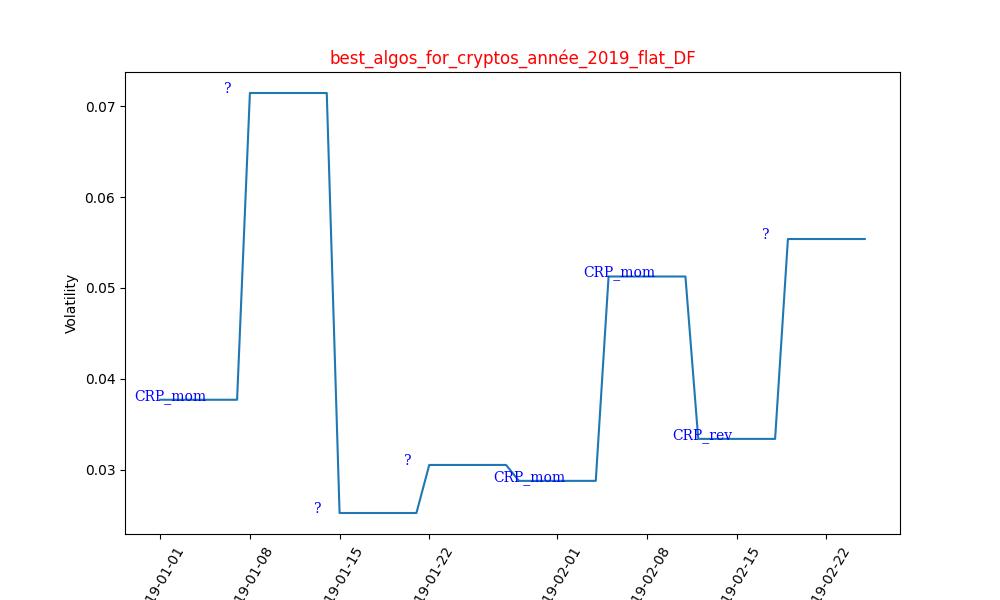 best_algos_for_cryptos_année_2019_flat_DF
Volatility
0.07
0.06
0.05
0.04
0.03
?
CRP_mom
?
?
CRP_mom
CRP_mom
CRP_rev
?
19-01-01
19-01-08
19-01-15
19-01-22
19-02-01
19-02-08
19-02-15
19-02-22